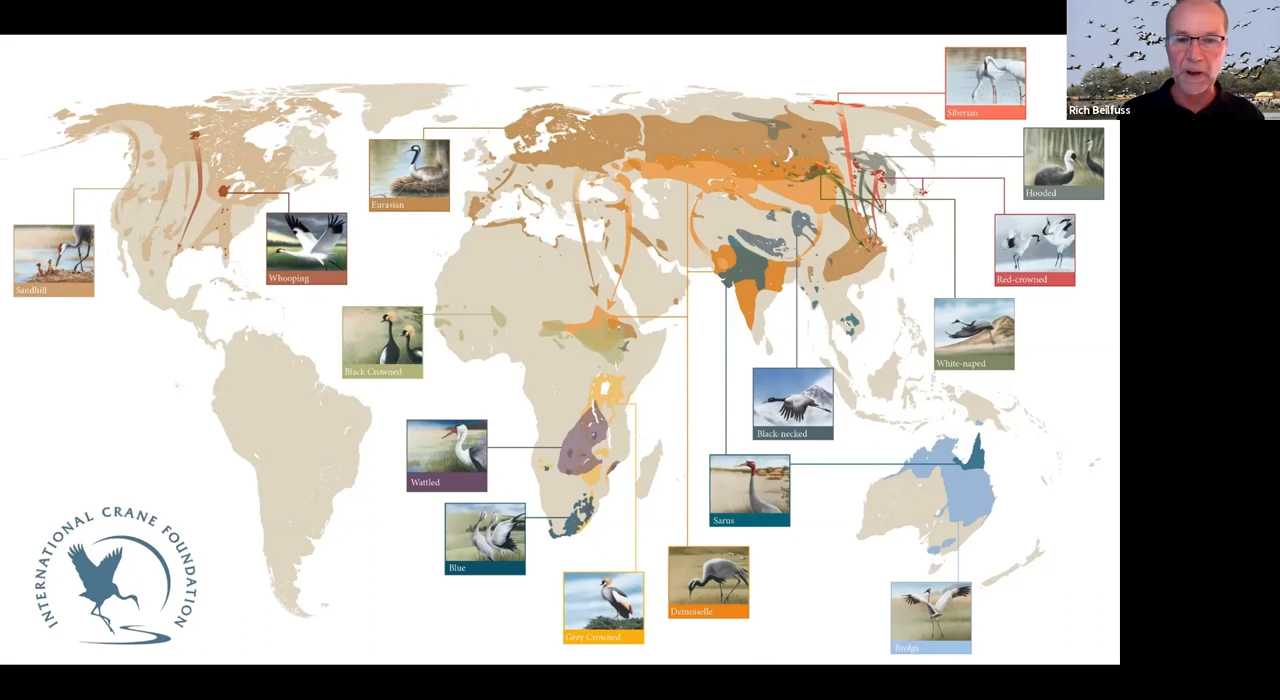 Rich Beilfuss
Siberian
Hooded
Eurasian
Whooping
Sandhill
Red-crowned
Black Crowned
White-naped
Black-necked
Wattled
Sarus
Blue
Demoiselle
Grey Crowned
Brolga
INTERNATIONAL CRANE FOUNDATION